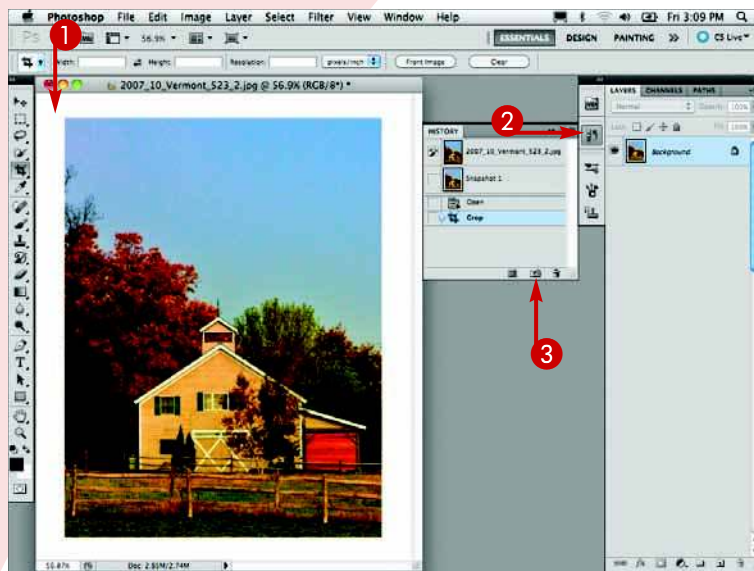 Photoshop File Edit Image Layer Select Filter View Window Help Fri 3:09 PM
Ps 56.9% ESSENTIALS DESIGN PAINTING CS Live
1
Width: Height: Resolution: pixels/inch Front Image Clear
2007_10_Vermont_523_2.jpg @ 56.9% (RGB/8*) *
LAYERS CHANNELS PATHS
2
Normal Opacity: 100%
HISTORY
Lock: Fill: 100%
2007_10_Vermont_523_2.jpg
Background
Snapshot 1
Open
Crop
3
Doc: 2.85M/2.74M